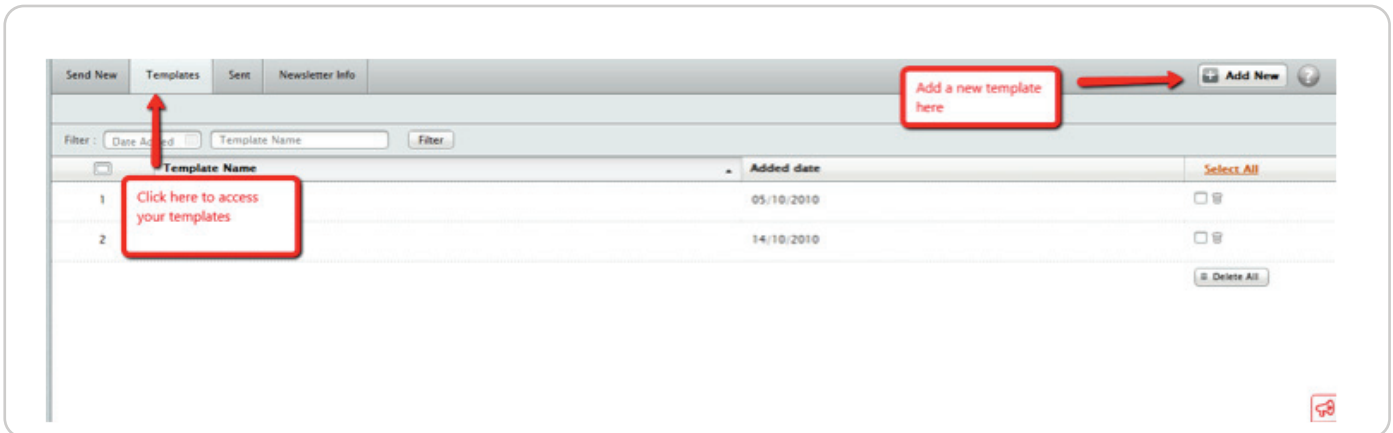 Send New Templates Sent Newsletter Info
Add New ?
Add a new template
here
Filter : Date Added Template Name Filter
Template Name Added date Select All
1 05/10/2010
Click here to access
your templates
2 14/10/2010
Delete All